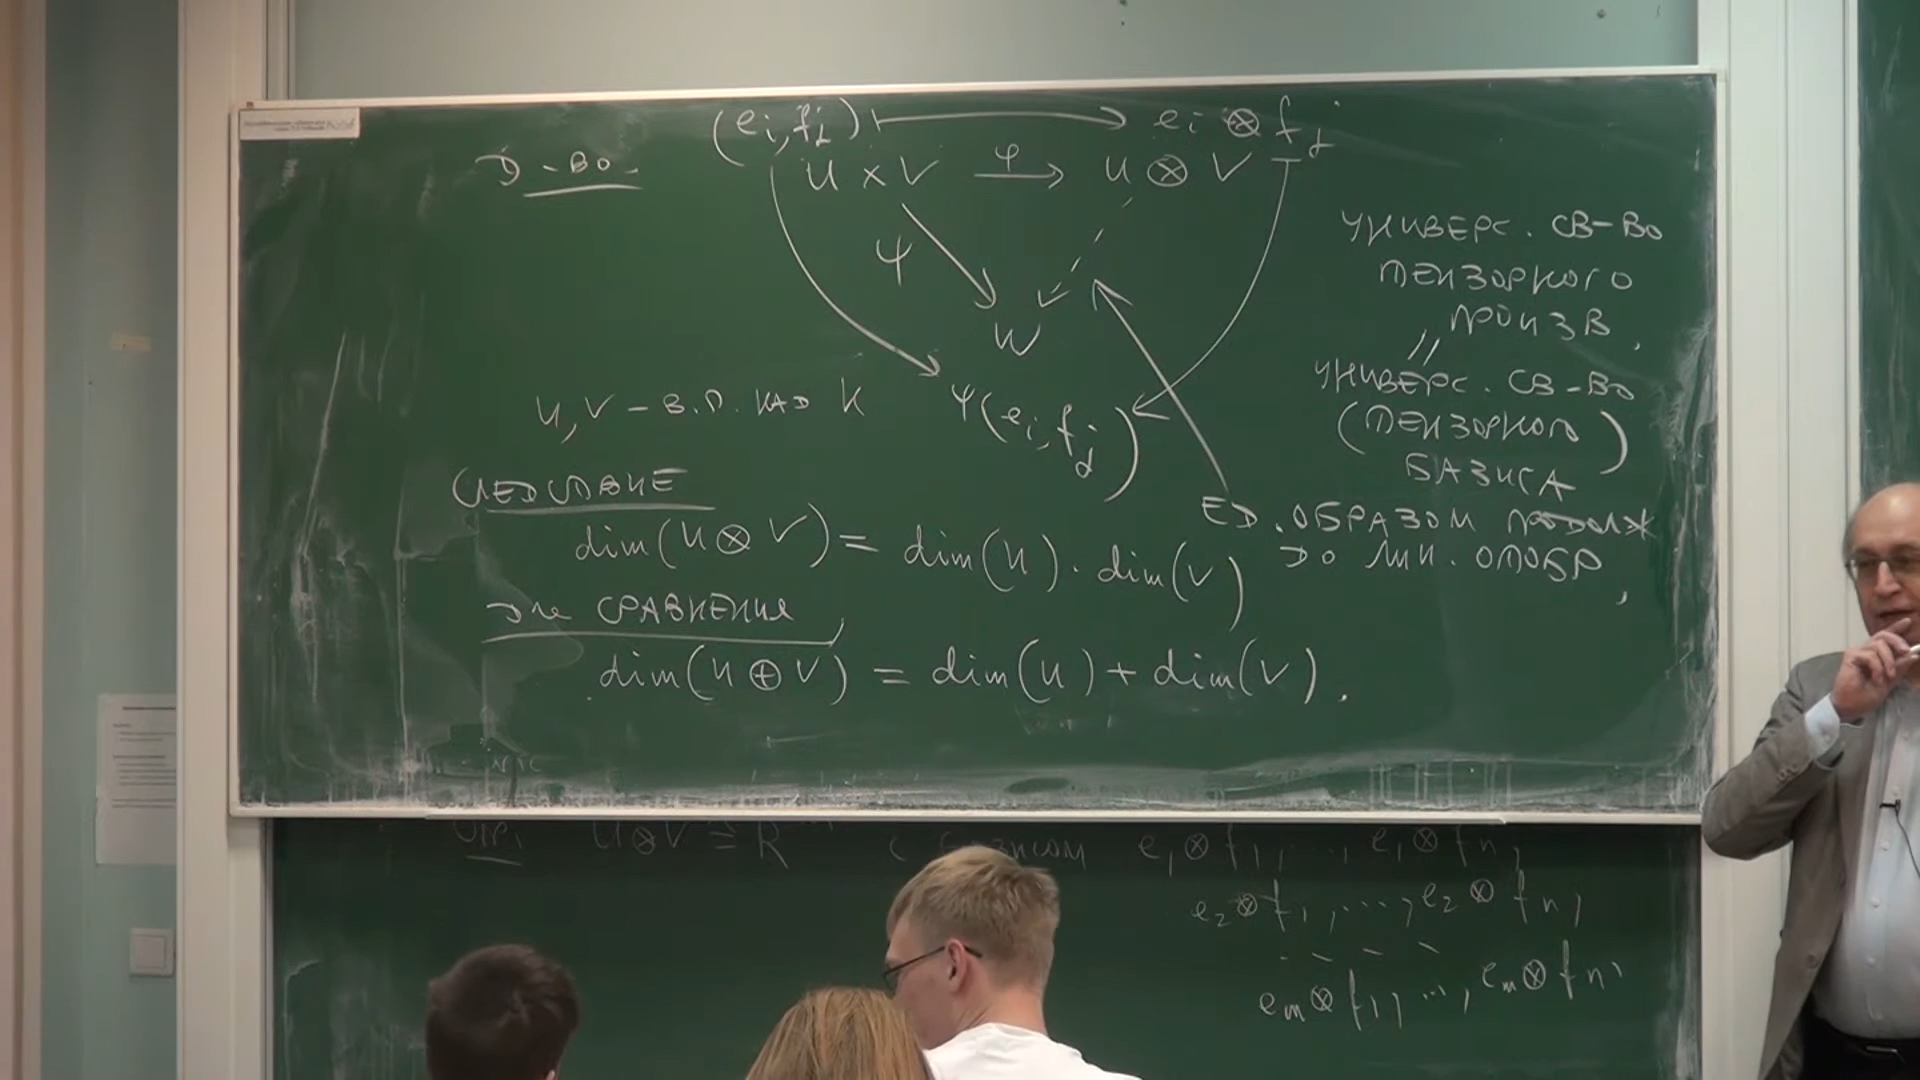 (e_i, f_j) ↦ e_i ⊗ f_j
Д-ВО.
U × V →^φ U ⊗ V
УНИВЕРС. СВ-ВО
ψ
ТЕНЗОРНОГО
ПРОИЗВ.
W
УНИВЕРС. СВ-ВО
U, V – В.П. НАД K
ψ(e_i, f_j)
(ТЕНЗОРНОГО)
БАЗИСА
СЛЕДСТВИЕ
ЕД. ОБРАЗОМ ПРОДОЛЖ
dim(U ⊗ V) = dim(U) · dim(V)
ДО ЛИН. ОТОБР,
ДЛЯ СРАВНЕНИЯ
dim(U ⊕ V) = dim(U) + dim(V).
U ⊗ V ≅ R С БАЗИСОМ e_1 ⊗ f_1, ..., e_1 ⊗ f_n,
e_2 ⊗ f_1, ..., e_2 ⊗ f_n,
e_m ⊗ f_1, ..., e_m ⊗ f_n.